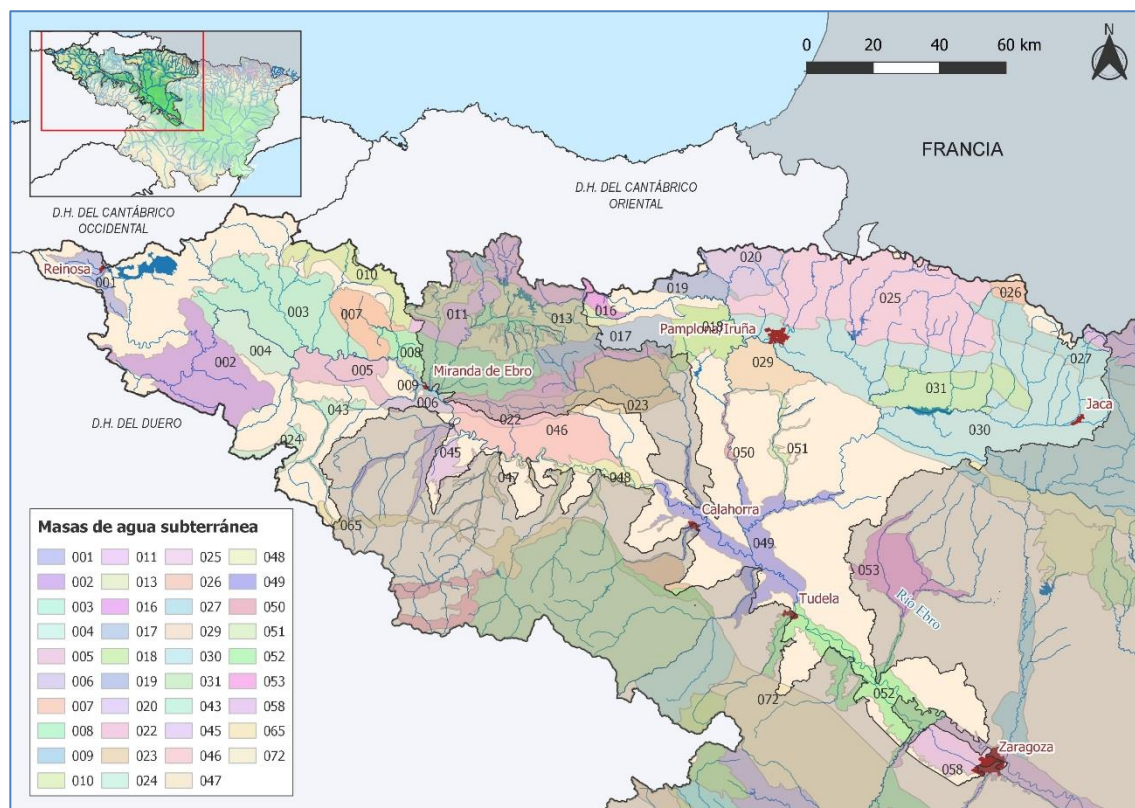 N
0 20 40 60 km
FRANCIA
D.H. DEL CANTÁBRICO
OCCIDENTAL
D.H. DEL CANTÁBRICO
ORIENTAL
D.H. DEL DUERO
Reinosa
001
002
003
004
005
006
007
008
009
010
011
013
016
017
018
019
020
025
026
027
Pamplona/Iruña
Miranda de Ebro
029
031
030
Jaca
043
024
022
023
046
045
047
048
050
051
065
Calahorra
049
053
Río Ebro
Tudela
052
072
058
Zaragoza
Masas de agua subterránea
001 011 025 048
002 013 026 049
003 016 027 050
004 017 029 051
005 018 030 052
006 019 031 053
007 020 043 058
008 022 045 065
009 023 046 072
010 024 047